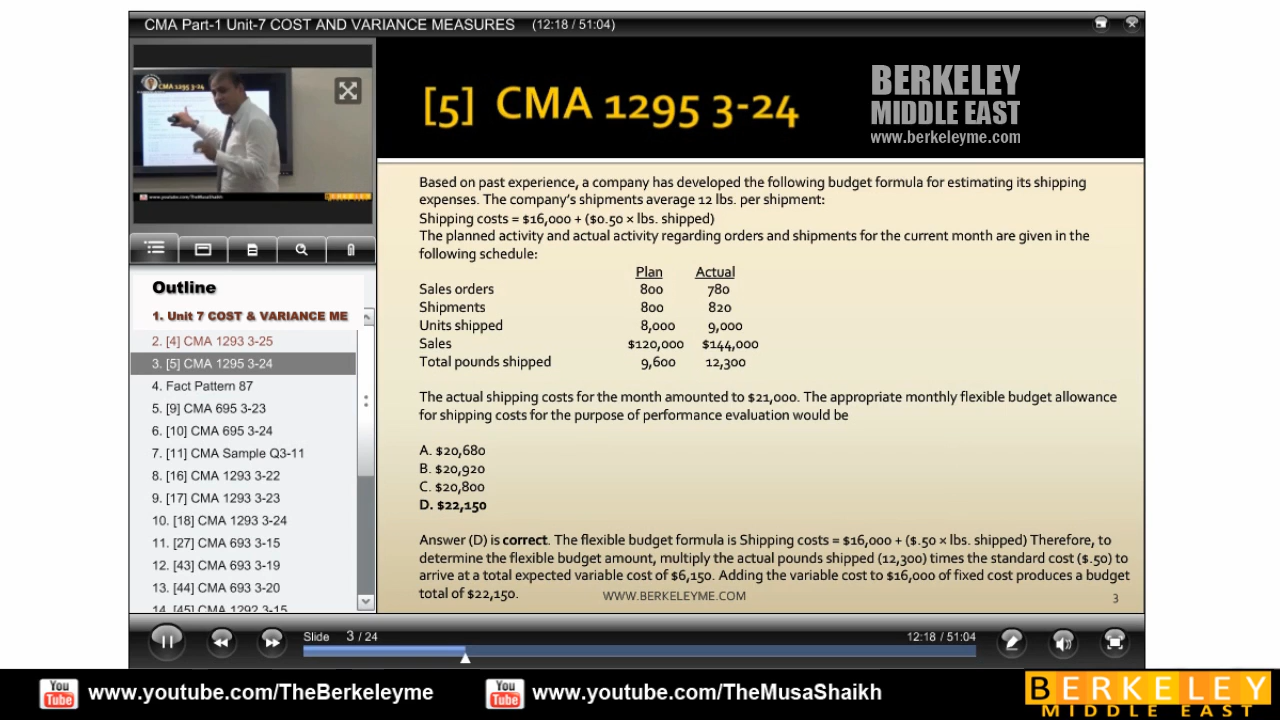 CMA Part-1 Unit-7 COST AND VARIANCE MEASURES (12:18 / 51:04)
CMA 1295 3-24
[5] CMA 1295 3-24
BERKELEY
MIDDLE EAST
www.berkeleyme.com
Based on past experience, a company has developed the following budget formula for estimating its shipping
expenses. The company's shipments average 12 lbs. per shipment:
Shipping costs = $16,000 + ($0.50 × lbs. shipped)
The planned activity and actual activity regarding orders and shipments for the current month are given in the
following schedule:
Plan Actual
Sales orders 800 780
Shipments 800 820
Units shipped 8,000 9,000
Sales $120,000 $144,000
Total pounds shipped 9,600 12,300
The actual shipping costs for the month amounted to $21,000. The appropriate monthly flexible budget allowance
for shipping costs for the purpose of performance evaluation would be
A. $20,680
B. $20,920
C. $20,800
D. $22,150
Answer (D) is correct. The flexible budget formula is Shipping costs = $16,000 + ($.50 × lbs. shipped) Therefore, to
determine the flexible budget amount, multiply the actual pounds shipped (12,300) times the standard cost ($.50) to
arrive at a total expected variable cost of $6,150. Adding the variable cost to $16,000 of fixed cost produces a budget
total of $22,150.
WWW.BERKELEYME.COM 3
Outline
1. Unit 7 COST & VARIANCE ME
2. [4] CMA 1293 3-25
3. [5] CMA 1295 3-24
4. Fact Pattern 87
5. [9] CMA 695 3-23
6. [10] CMA 695 3-24
7. [11] CMA Sample Q3-11
8. [16] CMA 1293 3-22
9. [17] CMA 1293 3-23
10. [18] CMA 1293 3-24
11. [27] CMA 693 3-15
12. [43] CMA 693 3-19
13. [44] CMA 693 3-20
14. [45] CMA 1292 3-15
Slide 3 / 24 12:18 / 51:04
You Tube www.youtube.com/TheBerkeleyme You Tube www.youtube.com/TheMusaShaikh
BERKELEY
MIDDLE EAST